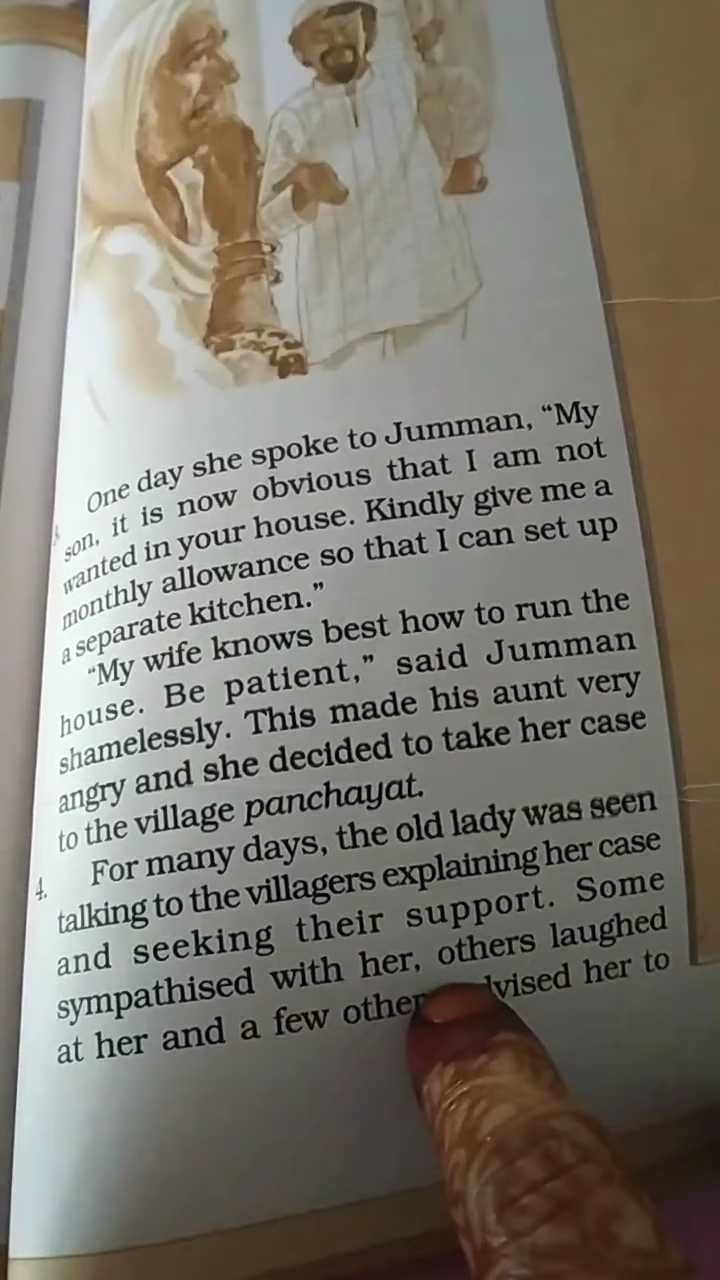 One day she spoke to Jumman, “My
son, it is now obvious that I am not
wanted in your house. Kindly give me a
monthly allowance so that I can set up
a separate kitchen.”
“My wife knows best how to run the
house. Be patient,” said Jumman
shamelessly. This made his aunt very
angry and she decided to take her case
to the village panchayat.
4. For many days, the old lady was seen
talking to the villagers explaining her case
and seeking their support. Some
sympathised with her, others laughed
at her and a few her to